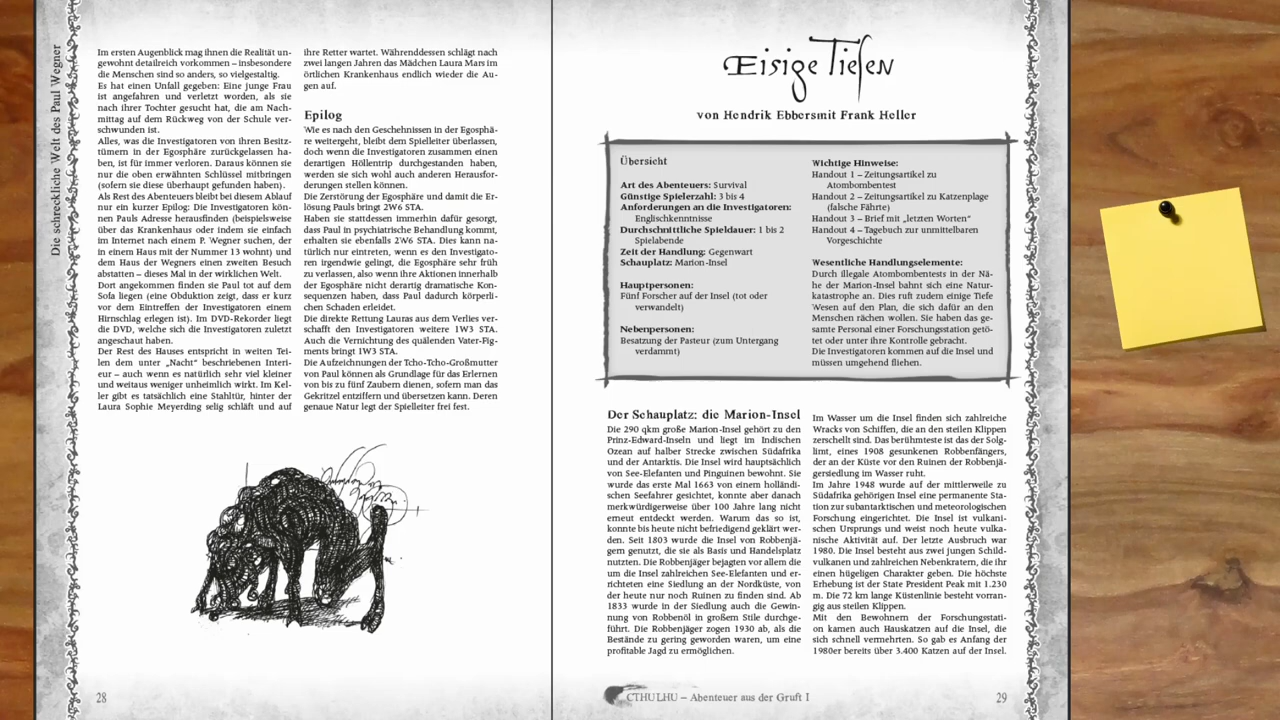 Die schreckliche Welt des Paul Wegner
Im ersten Augenblick mag ihnen die Realität un-
gewohnt detailreich vorkommen – insbesondere
die Menschen sind so anders, so vielgestaltig.
Es hat einen Unfall gegeben: Eine junge Frau
ist angefahren und verletzt worden, als sie
nach ihrer Tochter gesucht hat, die am Nach-
mittag auf dem Rückweg von der Schule ver-
schwunden ist.
Alles, was die Investigatoren von ihren Besitz-
tümern in der Egosphäre zurückgelassen ha-
ben, ist für immer verloren. Daraus können sie
nur die oben erwähnten Schlüssel mitbringen
(sofern sie diese überhaupt gefunden haben).
Als Rest des Abenteuers bleibt bei diesem Ablauf
nur ein kurzer Epilog: Die Investigatoren kön-
nen Pauls Adresse herausfinden (beispielsweise
über das Krankenhaus oder indem sie einfach
im Internet nach einem P. Wegner suchen, der
in einem Haus mit der Nummer 13 wohnt) und
dem Haus der Wegners einen zweiten Besuch
abstatten – dieses Mal in der wirklichen Welt.
Dort angekommen finden sie Paul tot auf dem
Sofa liegen (eine Obduktion zeigt, dass er kurz
vor dem Eintreffen der Investigatoren einem
Hirnschlag erlegen ist). Im DVD-Rekorder liegt
die DVD, welche sich die Investigatoren zuletzt
angeschaut haben.
Der Rest des Hauses entspricht in weiten Tei-
len dem unter „Nacht“ beschriebenen Interi-
eur – auch wenn es natürlich sehr viel kleiner
und weitaus weniger unheimlich wirkt. Im Kel-
ler gibt es tatsächlich eine Stahltür, hinter der
Laura Sophie Meyerding selig schläft und auf
ihre Retter wartet. Währenddessen schlägt nach
zwei langen Jahren das Mädchen Laura Mars im
örtlichen Krankenhaus endlich wieder die Au-
gen auf.
Epilog
Wie es nach den Geschehnissen in der Egosphä-
re weitergeht, bleibt dem Spielleiter überlassen,
doch wenn die Investigatoren zusammen einen
derartigen Höllentrip durchgestanden haben,
werden sie sich wohl auch anderen Herausfor-
derungen stellen können.
Die Zerstörung der Egosphäre und damit die Er-
lösung Pauls bringt 2W6 STA.
Haben sie stattdessen immerhin dafür gesorgt,
dass Paul in psychiatrische Behandlung kommt,
erhalten sie ebenfalls 2W6 STA. Dies kann na-
türlich nur eintreten, wenn es den Investigato-
ren irgendwie gelingt, die Egosphäre sehr früh
zu verlassen, also wenn ihre Aktionen innerhalb
der Egosphäre nicht derartig dramatische Kon-
sequenzen haben, dass Paul dadurch körperli-
chen Schaden erleidet.
Die direkte Rettung Lauras aus dem Verlies ver-
schafft den Investigatoren weitere 1W3 STA.
Auch die Vernichtung des quälenden Vater-Fig-
ments bringt 1W3 STA.
Die Aufzeichnungen der Tcho-Tcho-Großmutter
von Paul können als Grundlage für das Erlernen
von bis zu fünf Zaubern dienen, sofern man das
Gekritzel entziffern und übersetzen kann. Deren
genaue Natur legt der Spielleiter frei fest.
28
Eisige Tiefen
von Hendrik Ebbersmit Frank Heller
Übersicht
Art des Abenteuers: Survival
Günstige Spielerzahl: 3 bis 4
Anforderungen an die Investigatoren:
Englischkenntnisse
Durchschnittliche Spieldauer: 1 bis 2
Spielabende
Zeit der Handlung: Gegenwart
Schauplatz: Marion-Insel
Hauptpersonen:
Fünf Forscher auf der Insel (tot oder
verwandelt)
Nebenpersonen:
Besatzung der Pasteur (zum Untergang
verdammt)
Wichtige Hinweise:
Handout 1 – Zeitungsartikel zu
Atombombentest
Handout 2 – Zeitungsartikel zu Katzenplage
(falsche Fährte)
Handout 3 – Brief mit „letzten Worten“
Handout 4 – Tagebuch zur unmittelbaren
Vorgeschichte
Wesentliche Handlungselemente:
Durch illegale Atombombentests in der Nä-
he der Marion-Insel bahnt sich eine Natur-
katastrophe an. Dies ruft zudem einige Tiefe
Wesen auf den Plan, die sich dafür an den
Menschen rächen wollen. Sie haben das ge-
samte Personal einer Forschungsstation getö-
tet oder unter ihre Kontrolle gebracht.
Die Investigatoren kommen auf die Insel und
müssen umgehend fliehen.
Der Schauplatz: die Marion-Insel
Die 290 qkm große Marion-Insel gehört zu den
Prinz-Edward-Inseln und liegt im Indischen
Ozean auf halber Strecke zwischen Südafrika
und der Antarktis. Die Insel wird hauptsächlich
von See-Elefanten und Pinguinen bewohnt. Sie
wurde das erste Mal 1663 von einem holländi-
schen Seefahrer gesichtet, konnte aber danach
merkwürdigerweise über 100 Jahre lang nicht
erneut entdeckt werden. Warum das so ist,
konnte bis heute nicht befriedigend geklärt wer-
den. Seit 1803 wurde die Insel von Robbenjä-
gern genutzt, die sie als Basis und Handelsplatz
nutzten. Die Robbenjäger bejagten vor allem die
um die Insel zahlreichen See-Elefanten und er-
richteten eine Siedlung an der Nordküste, von
der heute nur noch Ruinen zu finden sind. Ab
1833 wurde in der Siedlung auch die Gewin-
nung von Robbenöl in großem Stile durchge-
führt. Die Robbenjäger zogen 1930 ab, als die
Bestände zu gering geworden waren, um eine
profitable Jagd zu ermöglichen.
Im Wasser um die Insel finden sich zahlreiche
Wracks von Schiffen, die an den steilen Klippen
zerschellt sind. Das berühmteste ist das der Solg-
limt, eines 1908 gesunkenen Robbenfängers,
der an der Küste vor den Ruinen der Robbenjä-
gersiedlung im Wasser ruht.
Im Jahre 1948 wurde auf der mittlerweile zu
Südafrika gehörigen Insel eine permanente Sta-
tion zur subantarktischen und meteorologischen
Forschung eingerichtet. Die Insel ist vulkani-
schen Ursprungs und weist noch heute vulka-
nische Aktivität auf. Der letzte Ausbruch war
1980. Die Insel besteht aus zwei jungen Schild-
vulkanen und zahlreichen Nebenkratern, die ihr
einen hügeligen Charakter geben. Die höchste
Erhebung ist der State President Peak mit 1.230
m. Die 72 km lange Küstenlinie besteht vorran-
gig aus steilen Klippen.
Mit den Bewohnern der Forschungsstati-
on kamen auch Hauskatzen auf die Insel, die
sich schnell vermehrten. So gab es Anfang der
1980er bereits über 3.400 Katzen auf der Insel.
CTHULHU – Abenteuer aus der Gruft I
29